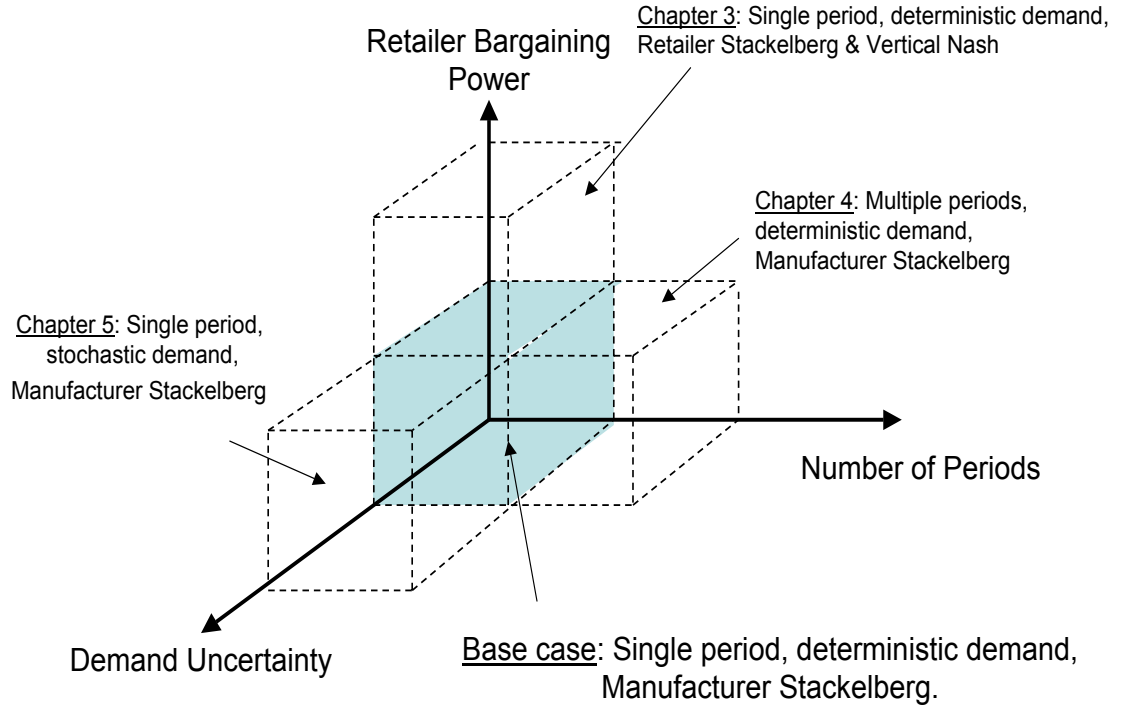 Chapter 3: Single period, deterministic demand,
Retailer Stackelberg & Vertical Nash
Retailer Bargaining
Power
Chapter 4: Multiple periods,
deterministic demand,
Manufacturer Stackelberg
Chapter 5: Single period,
stochastic demand,
Manufacturer Stackelberg
Number of Periods
Demand Uncertainty
Base case: Single period, deterministic demand,
Manufacturer Stackelberg.